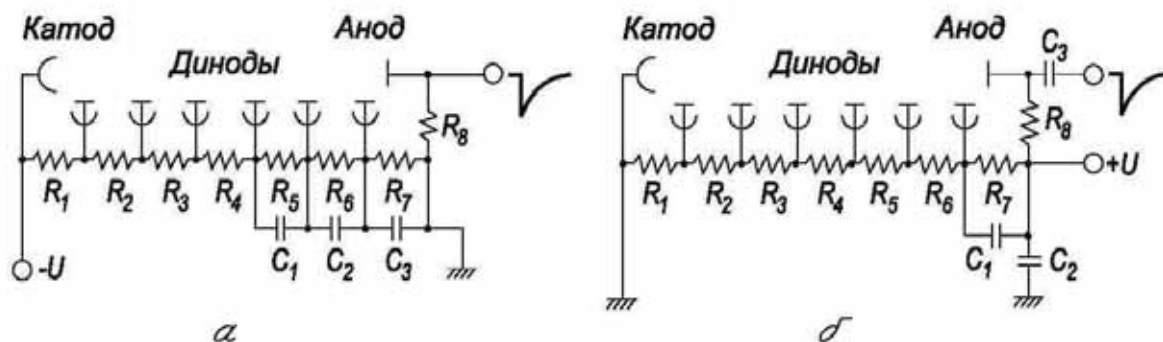 Катод
Диноды
Анод
R8
R1
R2
R3
R4
R5
R6
R7
C1
C2
C3
-U
а
Катод
Диноды
Анод
C3
R8
+U
R1
R2
R3
R4
R5
R6
R7
C1
C2
б